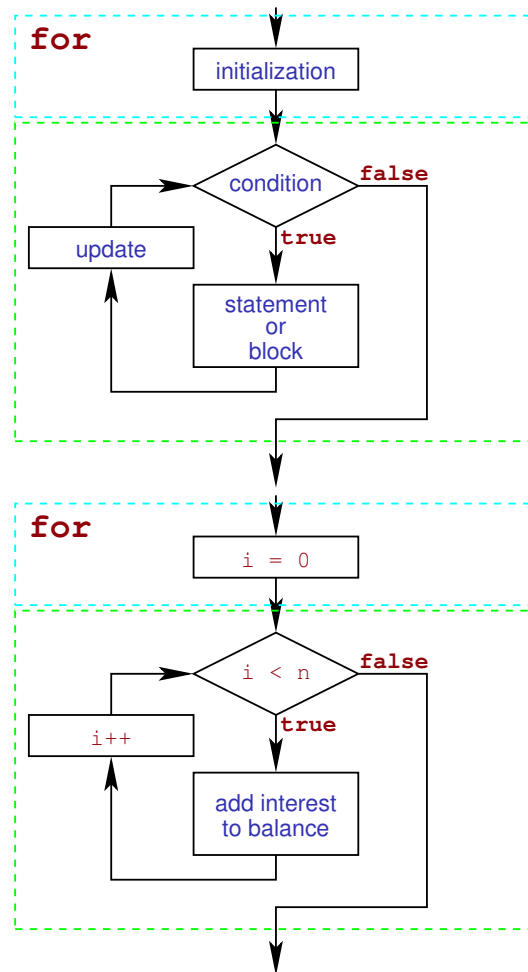 for
initialization
condition
false
true
update
statement
or
block
for
i = 0
i < n
false
true
i++
add interest
to balance